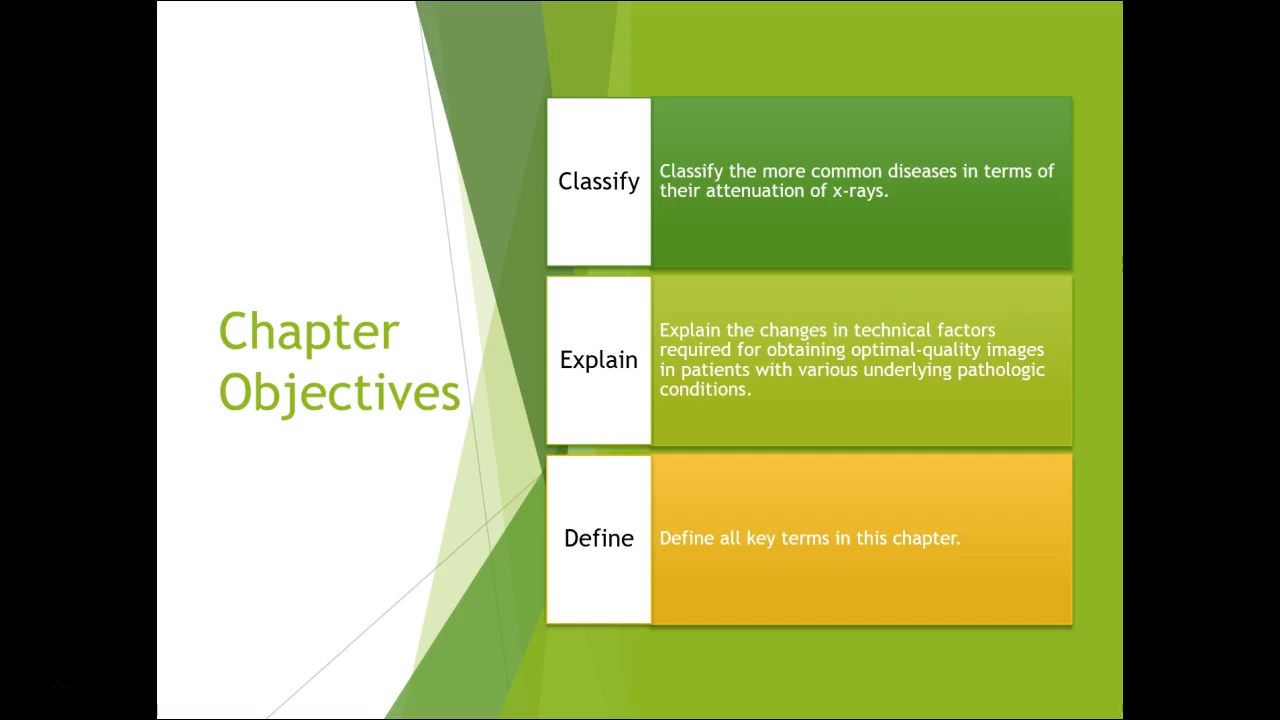 Chapter
Objectives
Classify
Classify the more common diseases in terms of
their attenuation of x-rays.
Explain
Explain the changes in technical factors
required for obtaining optimal-quality images
in patients with various underlying pathologic
conditions.
Define
Define all key terms in this chapter.